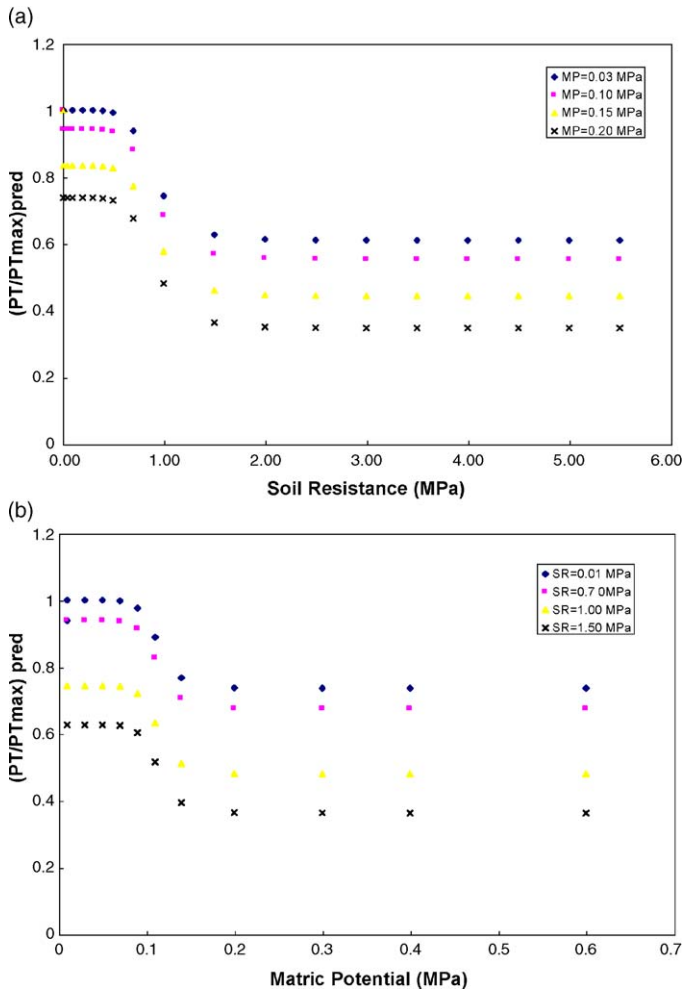 (a)
1.2
1
0.8
0.6
0.4
0.2
0
(PT/PTmax)pred
MP=0.03 MPa
MP=0.10 MPa
MP=0.15 MPa
MP=0.20 MPa
0.00 1.00 2.00 3.00 4.00 5.00 6.00
Soil Resistance (MPa)
(b)
1.2
1
0.8
0.6
0.4
0.2
0
(PT/PTmax) pred
SR=0.01 MPa
SR=0.7 0MPa
SR=1.00 MPa
SR=1.50 MPa
0 0.1 0.2 0.3 0.4 0.5 0.6 0.7
Matric Potential (MPa)